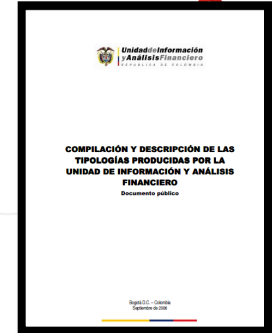 Unidad de Información
y Análisis Financiero
REPÚBLICA DE COLOMBIA
COMPILACIÓN Y DESCRIPCIÓN DE LAS
TIPOLOGÍAS PRODUCIDAS POR LA
UNIDAD DE INFORMACIÓN Y ANÁLISIS
FINANCIERO
Documento público
Bogotá D.C. – Colombia
Septiembre de 2006